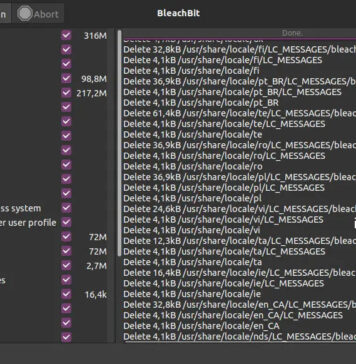 n Abort BleachBit
Done.
316M
98,8M
217,2M
ss system
er user profile
72M
72M
2,7M
es
16,4k
Delete 32,8kB /usr/share/locale/fi/LC_MESSAGES/bleac
Delete 4,1kB /usr/share/locale/fi/LC_MESSAGES
Delete 4,1kB /usr/share/locale/fi
Delete 36,9kB /usr/share/locale/pt_BR/LC_MESSAGES/b
Delete 4,1kB /usr/share/locale/pt_BR/LC_MESSAGES
Delete 4,1kB /usr/share/locale/pt_BR
Delete 61,4kB /usr/share/locale/te/LC_MESSAGES/bleac
Delete 4,1kB /usr/share/locale/te/LC_MESSAGES
Delete 4,1kB /usr/share/locale/te
Delete 36,9kB /usr/share/locale/ro/LC_MESSAGES/bleac
Delete 4,1kB /usr/share/locale/ro/LC_MESSAGES
Delete 4,1kB /usr/share/locale/ro
Delete 36,9kB /usr/share/locale/pl/LC_MESSAGES/bleac
Delete 4,1kB /usr/share/locale/pl/LC_MESSAGES
Delete 4,1kB /usr/share/locale/pl
Delete 24,6kB /usr/share/locale/vi/LC_MESSAGES/bleac
Delete 4,1kB /usr/share/locale/vi/LC_MESSAGES
Delete 4,1kB /usr/share/locale/vi
Delete 12,3kB /usr/share/locale/ta/LC_MESSAGES/bleac
Delete 4,1kB /usr/share/locale/ta/LC_MESSAGES
Delete 4,1kB /usr/share/locale/ta
Delete 16,4kB /usr/share/locale/ie/LC_MESSAGES/bleac
Delete 4,1kB /usr/share/locale/ie/LC_MESSAGES
Delete 4,1kB /usr/share/locale/ie
Delete 32,8kB /usr/share/locale/en_CA/LC_MESSAGES/b
Delete 4,1kB /usr/share/locale/en_CA/LC_MESSAGES
Delete 4,1kB /usr/share/locale/en_CA
Delete 4,1kB /usr/share/locale/nds/LC_MESSAGES/bleac